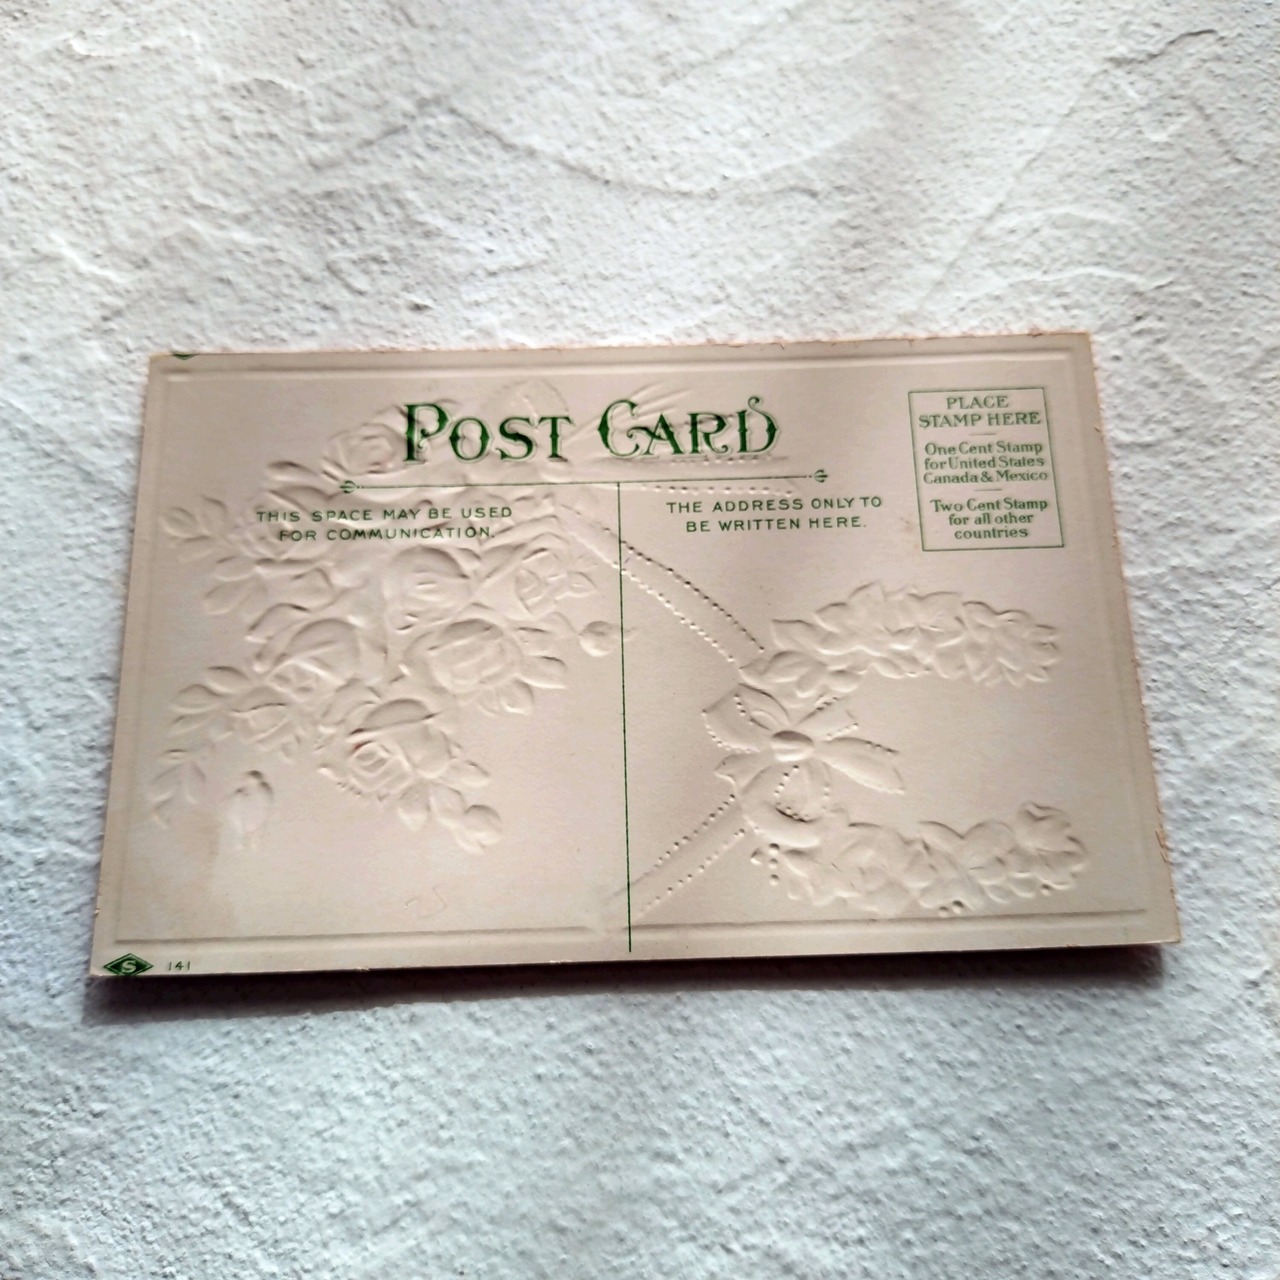 POST CARD
THIS SPACE MAY BE USED
FOR COMMUNICATION.
THE ADDRESS ONLY TO
BE WRITTEN HERE.
PLACE
STAMP HERE
One Cent Stamp
for United States
Canada & Mexico
Two Cent Stamp
for all other
countries
S 141